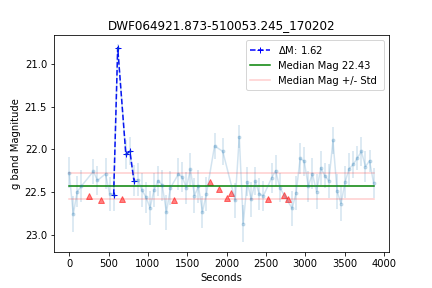 DWF064921.873-510053.245_170202
ΔM: 1.62
Median Mag 22.43
Median Mag +/- Std
g band Magnitude
21.0
21.5
22.0
22.5
23.0
0 500 1000 1500 2000 2500 3000 3500 4000
Seconds